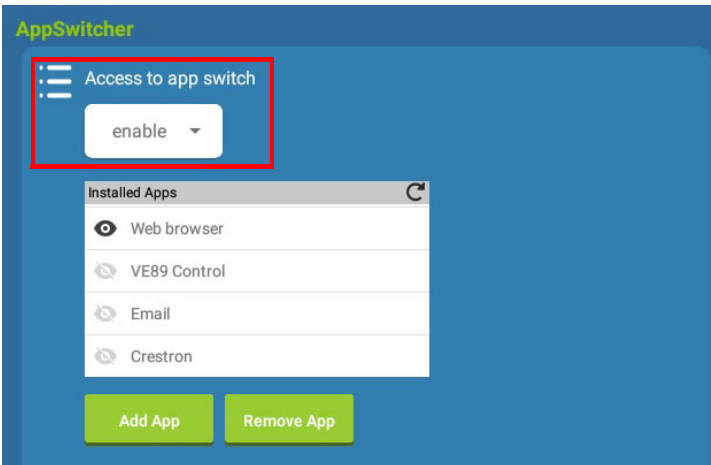 AppSwitcher
Access to app switch
enable
Installed Apps
Web browser
VE89 Control
Email
Crestron
Add App Remove App